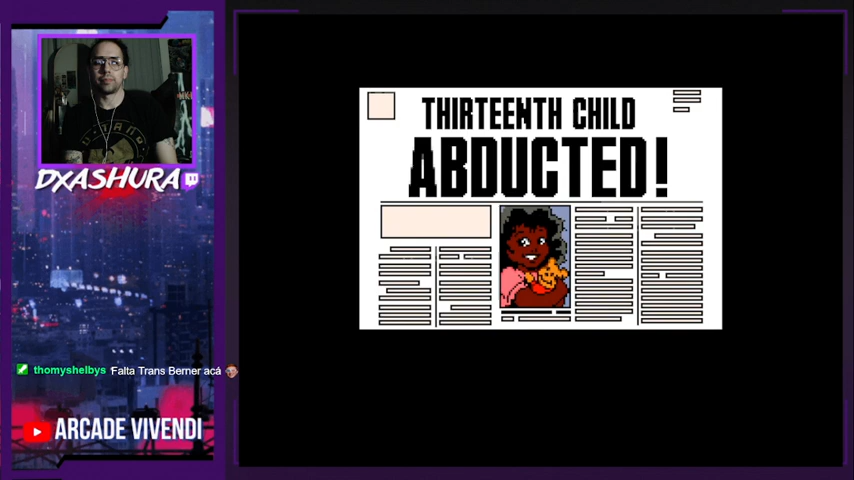 DXASHURA
THIRTEENTH CHILD
ABDUCTED!
thomyshelbys Falta Trans Berner acá
ARCADE VIVENDI